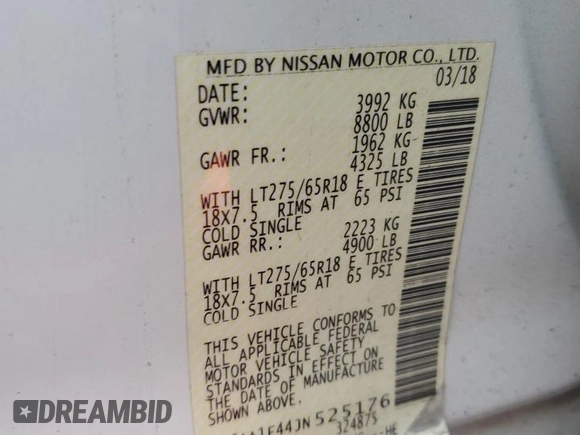 MFD BY NISSAN MOTOR CO., LTD.
DATE: 03/18
GVWR: 3992 KG
8800 LB
GAWR FR.: 1962 KG
4325 LB
WITH LT275/65R18 E TIRES
18X7.5 RIMS AT 65 PSI
COLD SINGLE
GAWR RR.: 2223 KG
4900 LB
WITH LT275/65R18 E TIRES
18X7.5 RIMS AT 65 PSI
COLD SINGLE
THIS VEHICLE CONFORMS TO
ALL APPLICABLE FEDERAL
MOTOR VEHICLE SAFETY
STANDARDS IN EFFECT ON
THE DATE OF MANUFACTURE
SHOWN ABOVE.
1F44JN525176
324875
DREAMBID